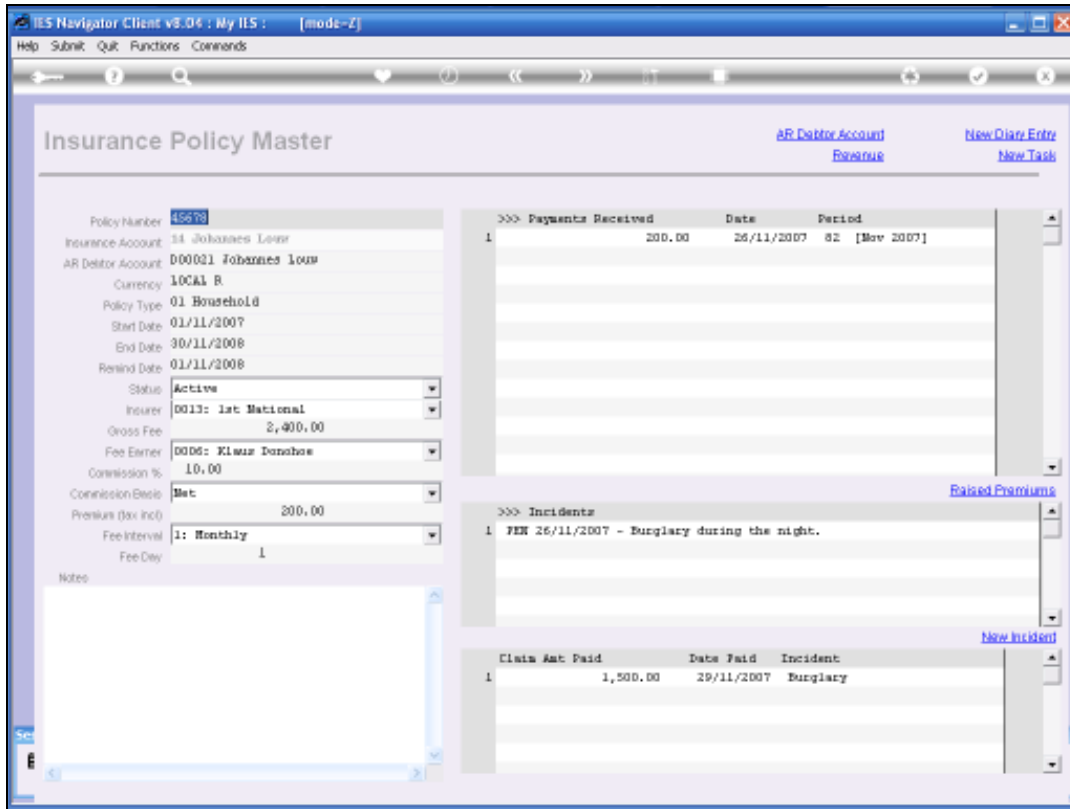 IES Navigator Client v8.04 : My IES : [mode=Z]
Help Submit Quit Functions Commands
Insurance Policy Master
AR Debtor Account
New Diary Entry
Revenue
New Task
Policy Number 45678
Insurance Account 14 Johannes Louw
AR Debtor Account D00021 Johannes Louw
Currency LOCAL R
Policy Type 01 Household
Start Date 01/11/2007
End Date 30/11/2008
Remind Date 01/11/2008
Status Active
Insurer 0013: 1st National
Gross Fee 2,400.00
Fee Earner 0006: Klaus Donohoe
Commission % 10.00
Commission Basis Net
Premium (tax incl) 200.00
Fee Interval 1: Monthly
Fee Day 1
Notes
>>> Payments Received Date Period
1 200.00 26/11/2007 82 [Nov 2007]
Raised Premiums
>>> Incidents
1 PEN 26/11/2007 - Burglary during the night.
New Incident
Claim Amt Paid Date Paid Incident
1 1,500.00 29/11/2007 Burglary